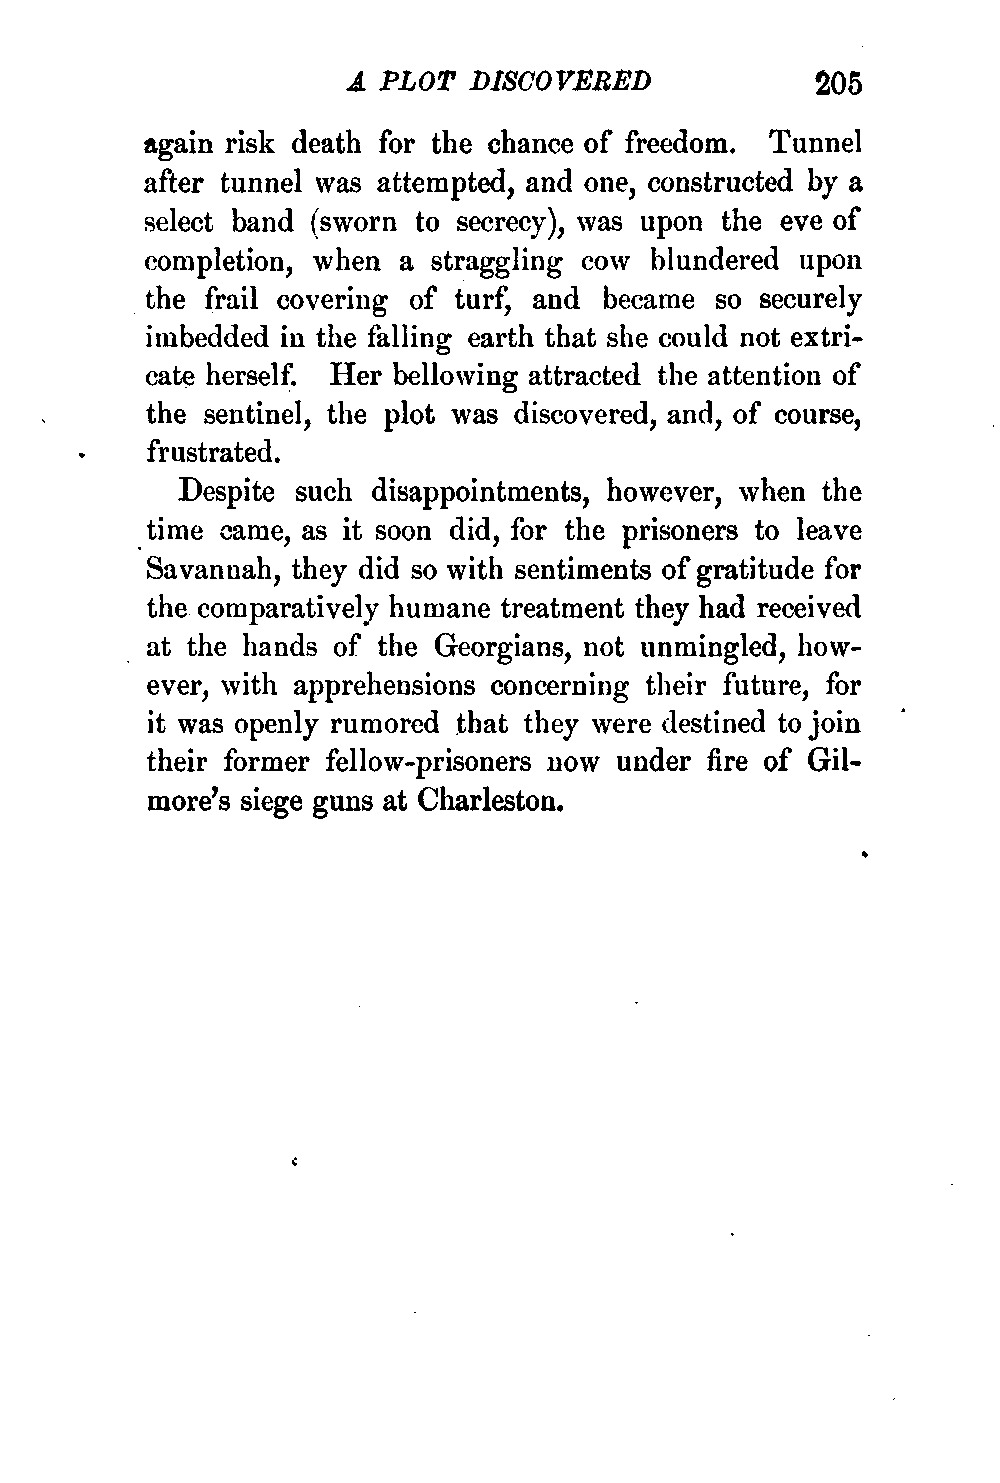 A PLOT DISCOVERED 205
again risk death for the chance of freedom. Tunnel
after tunnel was attempted, and one, constructed by a
select band (sworn to secrecy), was upon the eve of
completion, when a straggling cow blundered upon
the frail covering of turf, and became so securely
imbedded in the falling earth that she could not extri-
cate herself. Her bellowing attracted the attention of
the sentinel, the plot was discovered, and, of course,
frustrated.
Despite such disappointments, however, when the
time came, as it soon did, for the prisoners to leave
Savannah, they did so with sentiments of gratitude for
the comparatively humane treatment they had received
at the hands of the Georgians, not unmingled, how-
ever, with apprehensions concerning their future, for
it was openly rumored that they were destined to join
their former fellow-prisoners now under fire of Gil-
more's siege guns at Charleston.